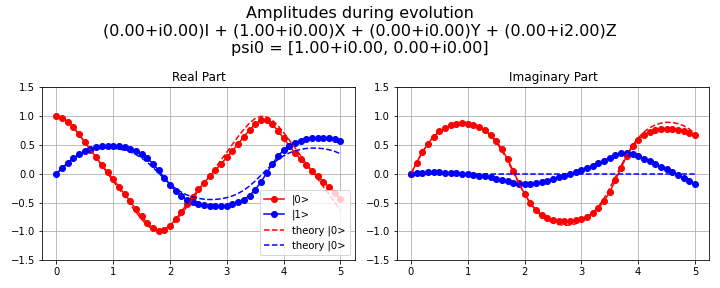 Amplitudes during evolution
(0.00+i0.00)I + (1.00+i0.00)X + (0.00+i0.00)Y + (0.00+i2.00)Z
psi0 = [1.00+i0.00, 0.00+i0.00]
Real Part
1.5
1.0
0.5
0.0
−0.5
−1.0
−1.5
0 1 2 3 4 5
|0>
|1>
theory |0>
theory |0>
Imaginary Part
1.5
1.0
0.5
0.0
−0.5
−1.0
−1.5
0 1 2 3 4 5